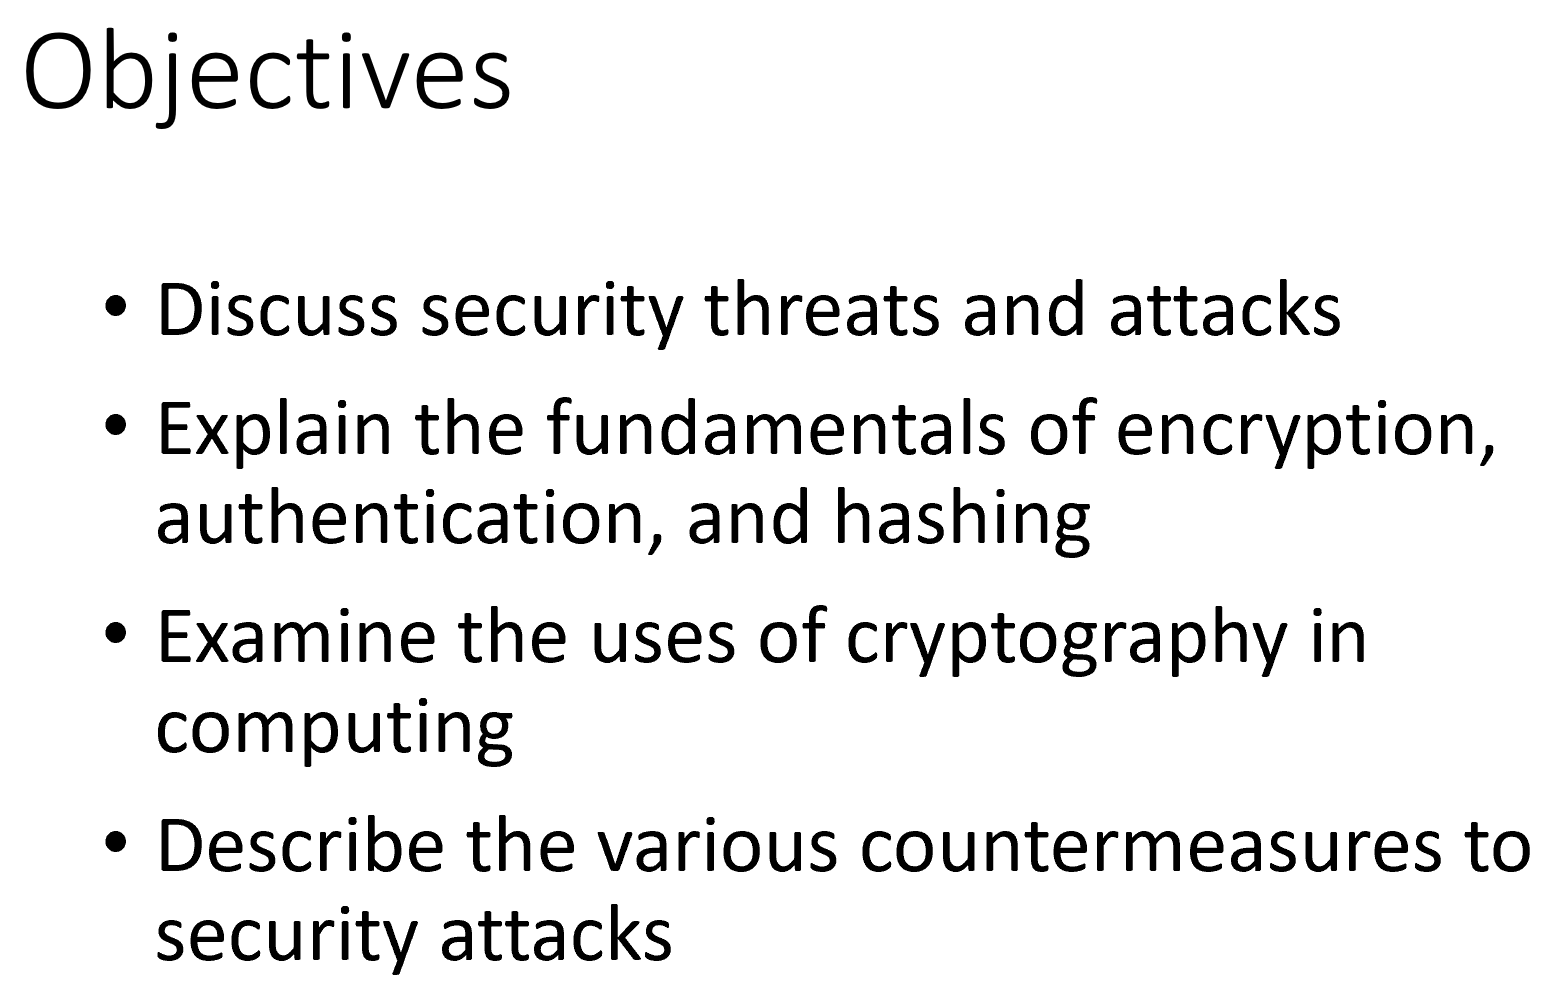 Objectives
• Discuss security threats and attacks
• Explain the fundamentals of encryption,
authentication, and hashing
• Examine the uses of cryptography in
computing
• Describe the various countermeasures to
security attacks